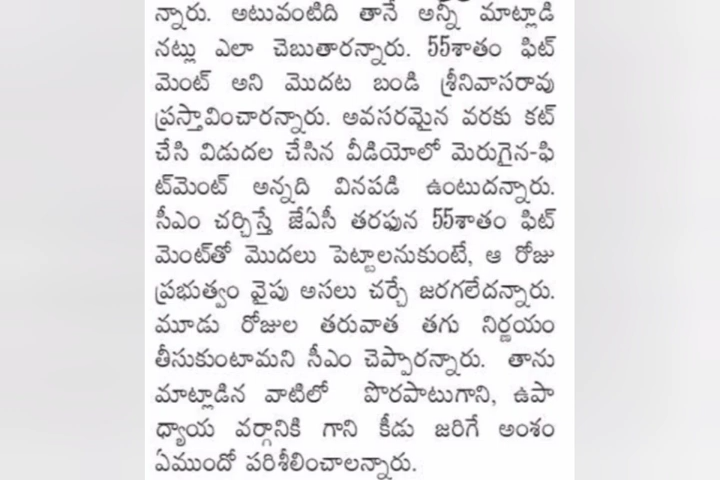 న్నారు. అటువంటిది తానే అన్ని మాట్లాడి
నట్లు ఎలా చెబుతారన్నారు. 55శాతం ఫిట్
మెంట్ అని మొదట బండి శ్రీనివాసరావు
ప్రస్తావించారన్నారు. అవసరమైన వరకు కట్
చేసి విడుదల చేసిన వీడియోలో మెరుగైన-ఫి
ట్‌మెంట్ అన్నది వినపడి ఉంటుదన్నారు.
సీఎం చర్చిస్తే జేఏసీ తరఫున 55శాతం ఫిట్
మెంట్‌తో మొదలు పెట్టాలనుకుంటే, ఆ రోజు
ప్రభుత్వం వైపు అసలు చర్చే జరగలేదన్నారు.
మూడు రోజుల తరువాత తగు నిర్ణయం
తీసుకుంటామని సీఎం చెప్పారన్నారు. తాను
మాట్లాడిన వాటిలో పొరపాటుగాని, ఉపా
ధ్యాయ వర్గానికి గాని కీడు జరిగే అంశం
ఏముందో పరిశీలించాలన్నారు.